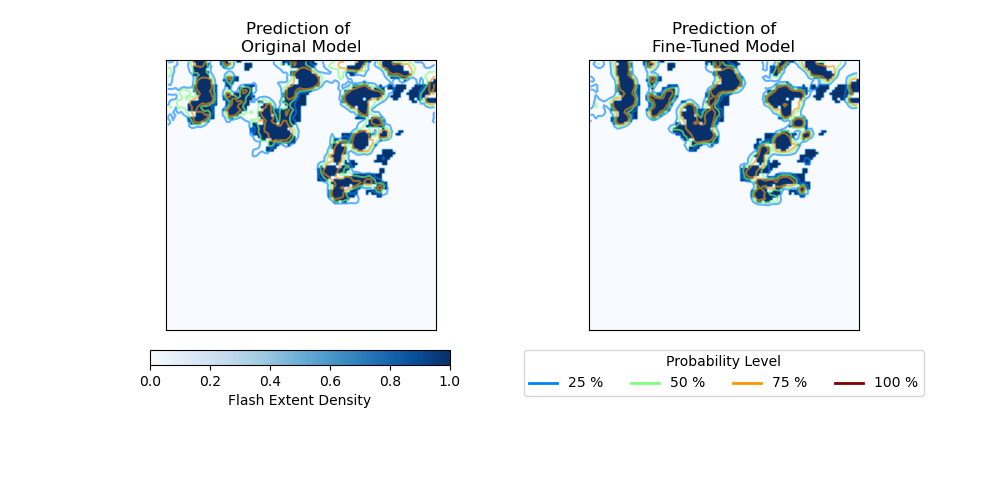 Prediction of
Original Model
Prediction of
Fine-Tuned Model
0.0 0.2 0.4 0.6 0.8 1.0
Flash Extent Density
Probability Level
25 % 50 % 75 % 100 %